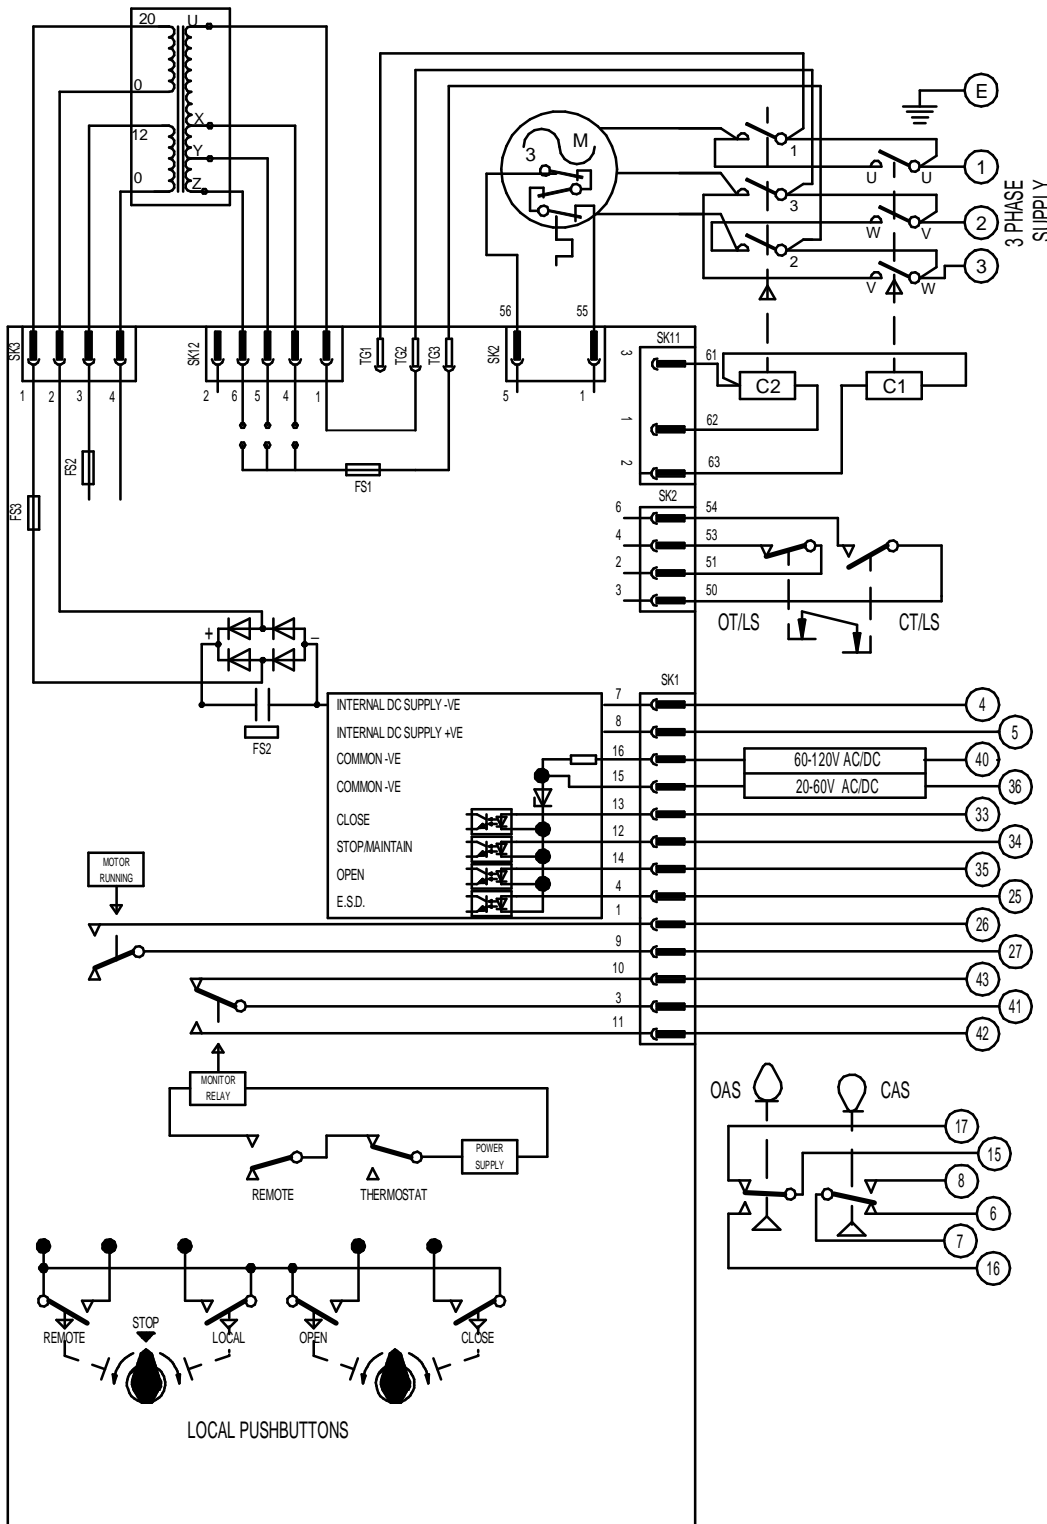 20 U
0
X
12
Y
0 Z
3 M
E
1
1
U U
3
2
W V
2
3
V W
3 PHASE
SUPPLY
56 55
SK3
SK12
TG1
TG2
TG3
SK2
SK11
1 2 3 4
2 6 5 4 1
5 1
3 61
C2 C1
1 62
2 63
FS2
FS3
FS1
SK2
6 54
4 53
2 51
3 50
OT/LS CT/LS
+ −
FS2
SK1
INTERNAL DC SUPPLY -VE 7 4
INTERNAL DC SUPPLY +VE 8 5
COMMON -VE 16 60-120V AC/DC 40
COMMON -VE 15 20-60V AC/DC 36
CLOSE 13 33
STOP/MAINTAIN 12 34
OPEN 14 35
E.S.D. 4 25
1 26
9 27
10 43
3 41
11 42
MOTOR
RUNNING
MONITOR
RELAY
POWER
SUPPLY
REMOTE THERMOSTAT
OAS CAS
17
15
8
6
7
16
REMOTE STOP LOCAL OPEN CLOSE
LOCAL PUSHBUTTONS